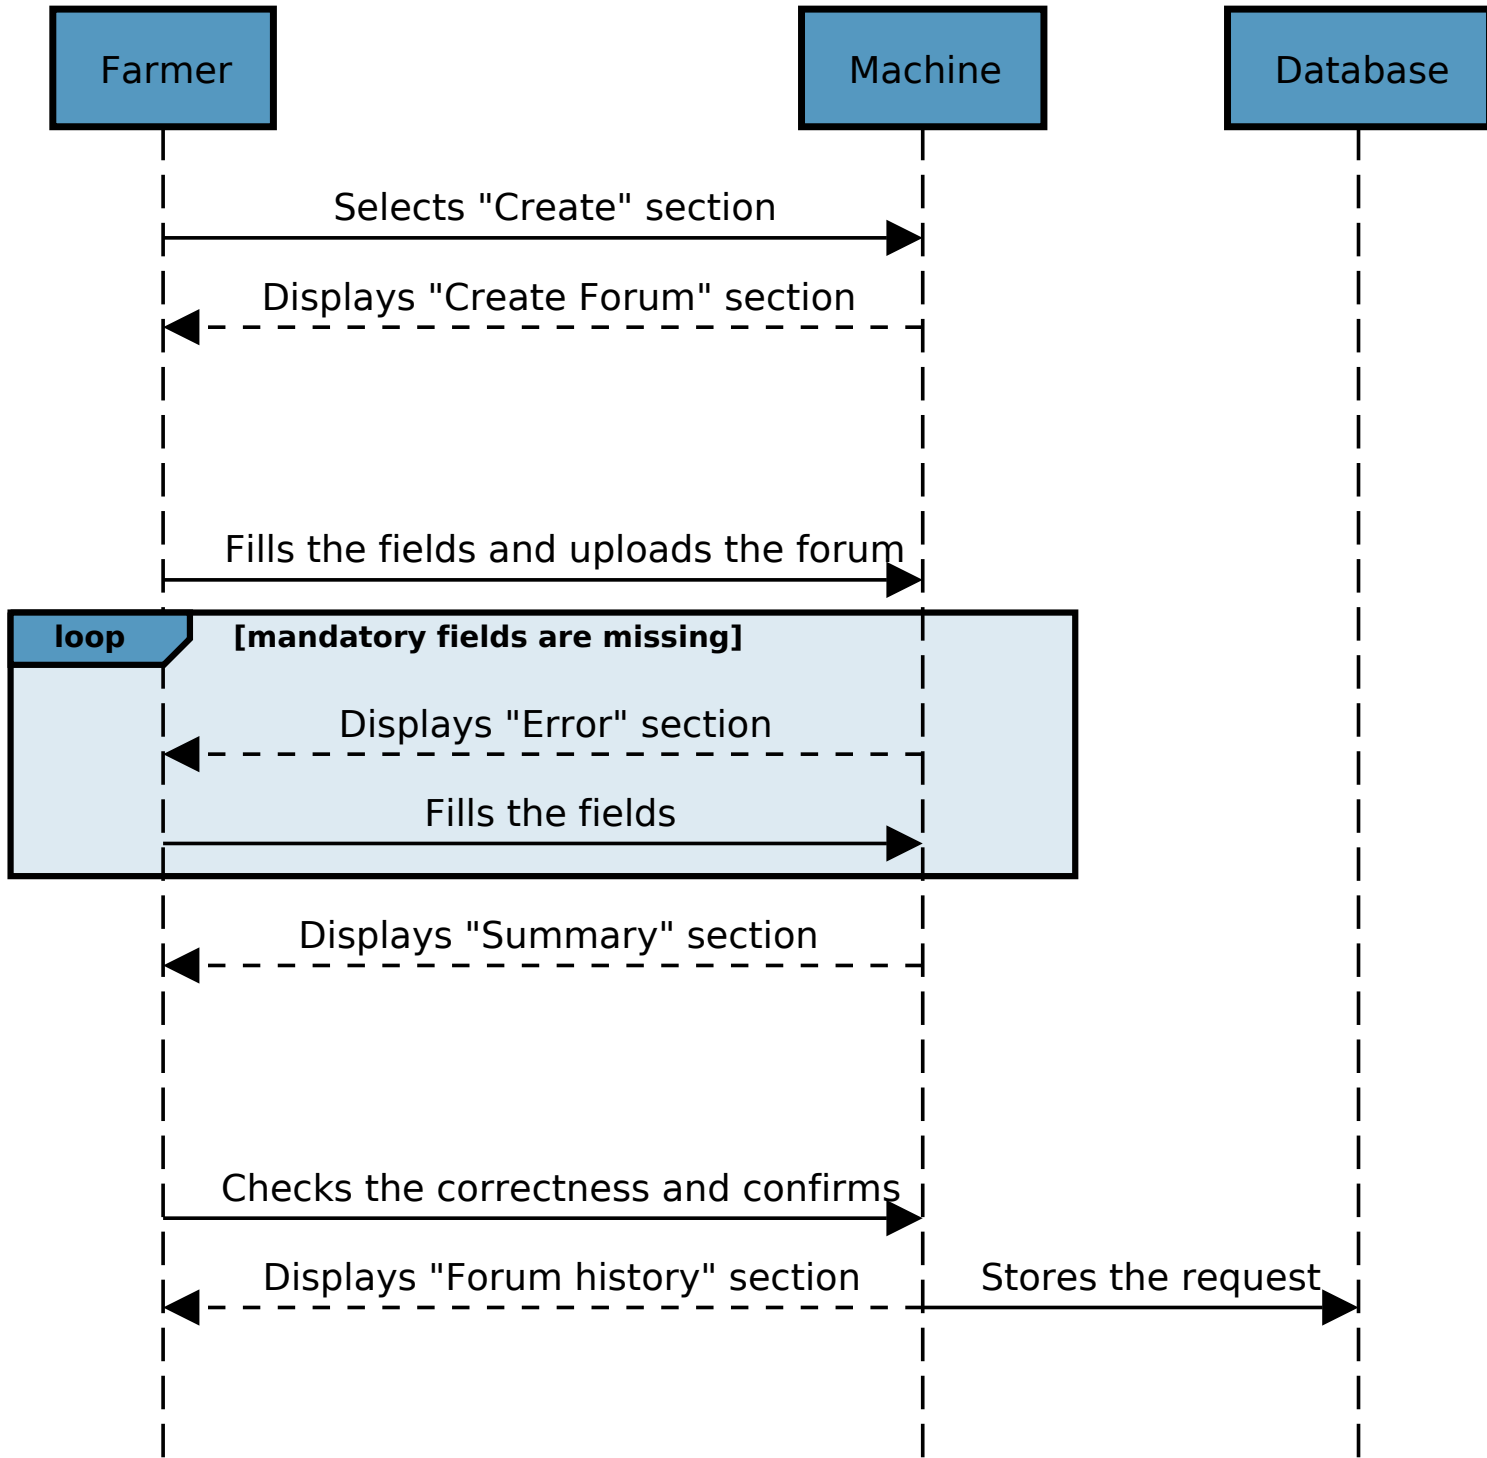 Farmer
Machine
Database
Selects "Create" section
Displays "Create Forum" section
Fills the fields and uploads the forum
loop
[mandatory fields are missing]
Displays "Error" section
Fills the fields
Displays "Summary" section
Checks the correctness and confirms
Displays "Forum history" section
Stores the request